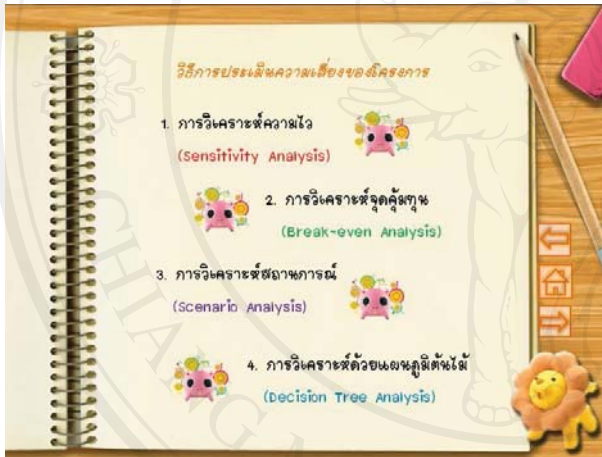 วิธีการประเมินความเสี่ยงของโครงการ
1. การวิเคราะห์ความไว
(Sensitivity Analysis)
2. การวิเคราะห์จุดคุ้มทุน
(Break-even Analysis)
3. การวิเคราะห์สถานการณ์
(Scenario Analysis)
4. การวิเคราะห์ด้วยแผนภูมิต้นไม้
(Decision Tree Analysis)
CHIANG MA